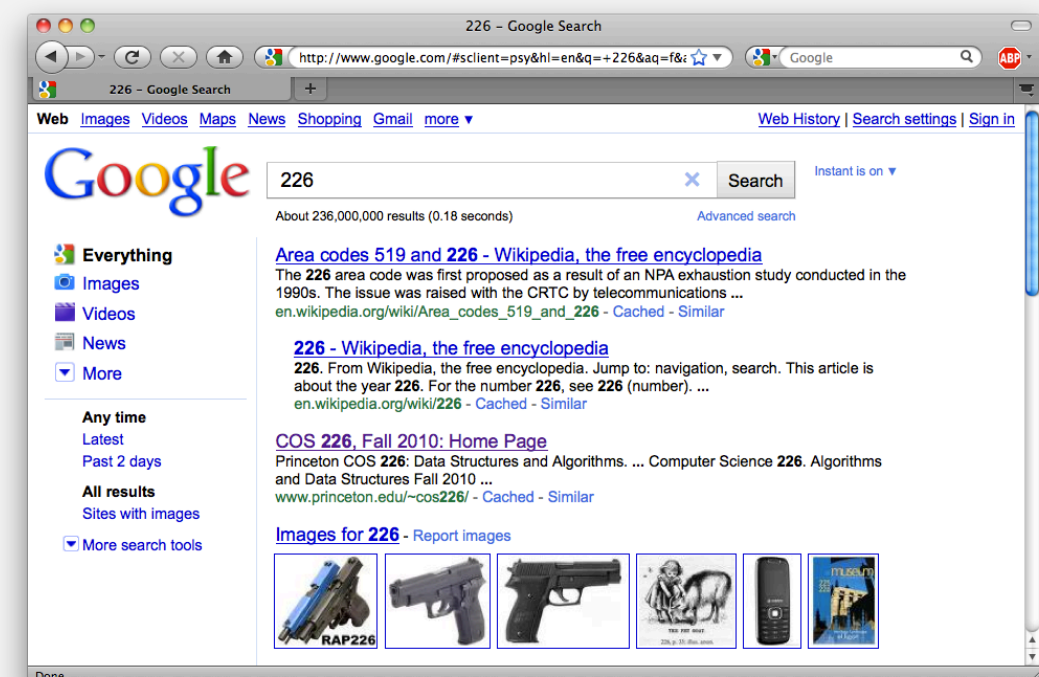 226 – Google Search
http://www.google.com/#sclient=psy&hl=en&q=+226&aq=f&
Google
ABP
226 – Google Search
+
Web Images Videos Maps News Shopping Gmail more ▼
Web History | Search settings | Sign in
Google
226
×
Search
Instant is on ▼
About 236,000,000 results (0.18 seconds)
Advanced search
Everything
Images
Videos
News
More
Any time
Latest
Past 2 days
All results
Sites with images
More search tools
Area codes 519 and 226 - Wikipedia, the free encyclopedia
The 226 area code was first proposed as a result of an NPA exhaustion study conducted in the
1990s. The issue was raised with the CRTC by telecommunications ...
en.wikipedia.org/wiki/Area_codes_519_and_226 - Cached - Similar
226 - Wikipedia, the free encyclopedia
226. From Wikipedia, the free encyclopedia. Jump to: navigation, search. This article is
about the year 226. For the number 226, see 226 (number). ...
en.wikipedia.org/wiki/226 - Cached - Similar
COS 226, Fall 2010: Home Page
Princeton COS 226: Data Structures and Algorithms. ... Computer Science 226. Algorithms
and Data Structures Fall 2010 ...
www.princeton.edu/~cos226/ - Cached - Similar
Images for 226 - Report images
RAP226
THE PET GOAT.
museum
Done